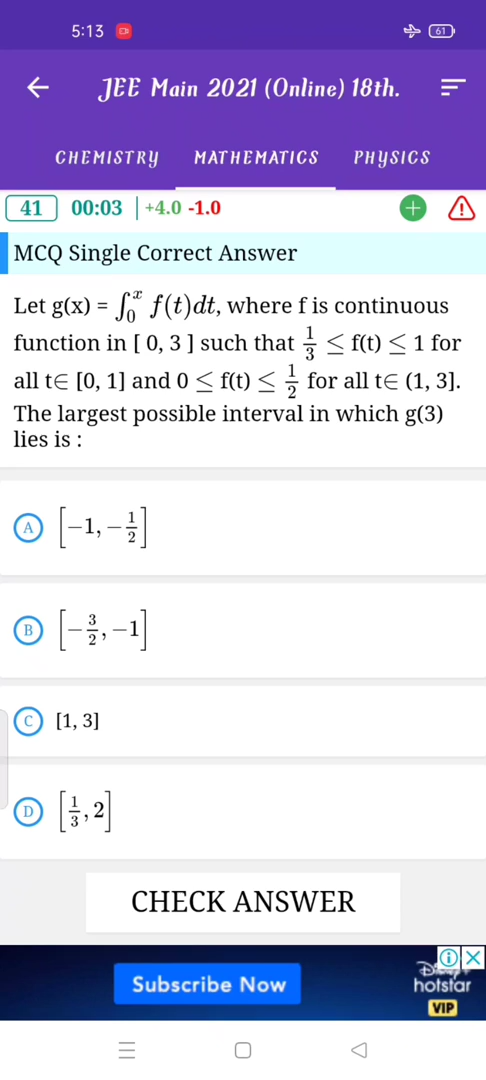 5:13 61
JEE Main 2021 (Online) 18th.
CHEMISTRY MATHEMATICS PHYSICS
41 00:03 +4.0 -1.0
MCQ Single Correct Answer
Let g(x) = ∫₀ˣ f(t)dt, where f is continuous
function in [ 0, 3 ] such that 1/3 ≤ f(t) ≤ 1 for
all t∈ [0, 1] and 0 ≤ f(t) ≤ 1/2 for all t∈ (1, 3].
The largest possible interval in which g(3)
lies is :
A [−1, −1/2]
B [−3/2, −1]
C [1, 3]
D [1/3, 2]
CHECK ANSWER
Subscribe Now
Disney+
hotstar
VIP